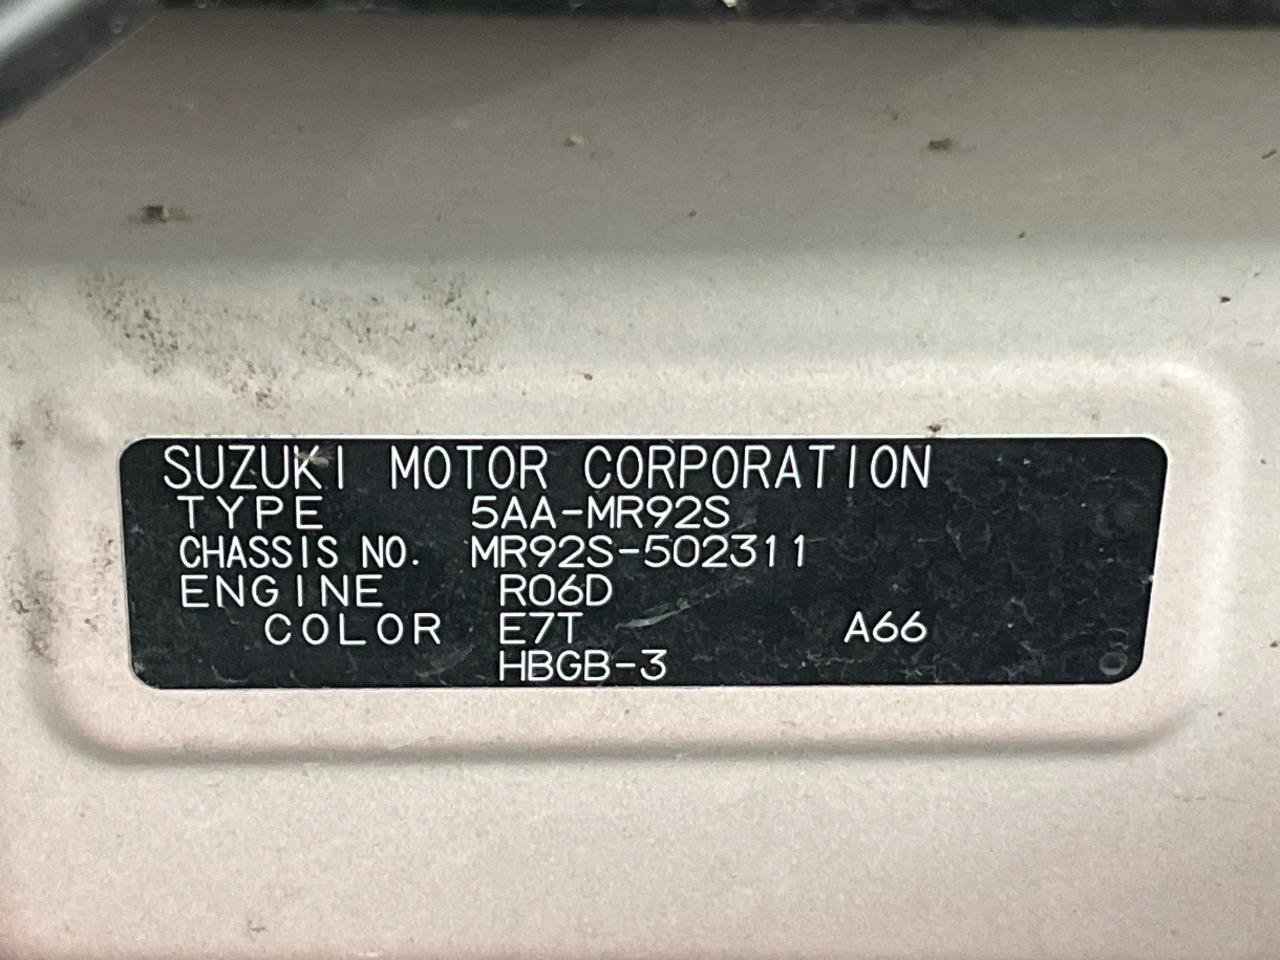 SUZUKI MOTOR CORPORATION
TYPE 5AA-MR92S
CHASSIS NO. MR92S-502311
ENGINE R06D
COLOR E7T A66
HBGB-3